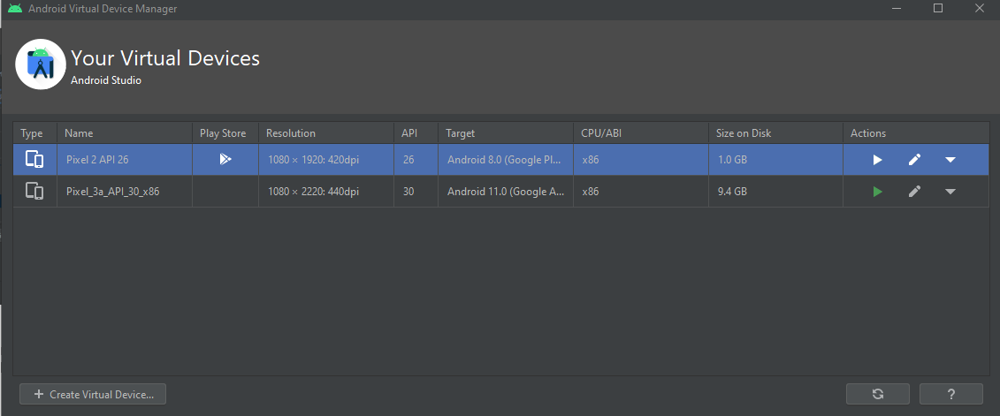 Android Virtual Device Manager
Your Virtual Devices
Android Studio
Type Name Play Store Resolution API Target CPU/ABI Size on Disk Actions
Pixel 2 API 26 1080 × 1920: 420dpi 26 Android 8.0 (Google Pl... x86 1.0 GB
Pixel_3a_API_30_x86 1080 × 2220: 440dpi 30 Android 11.0 (Google A... x86 9.4 GB
+ Create Virtual Device... ?